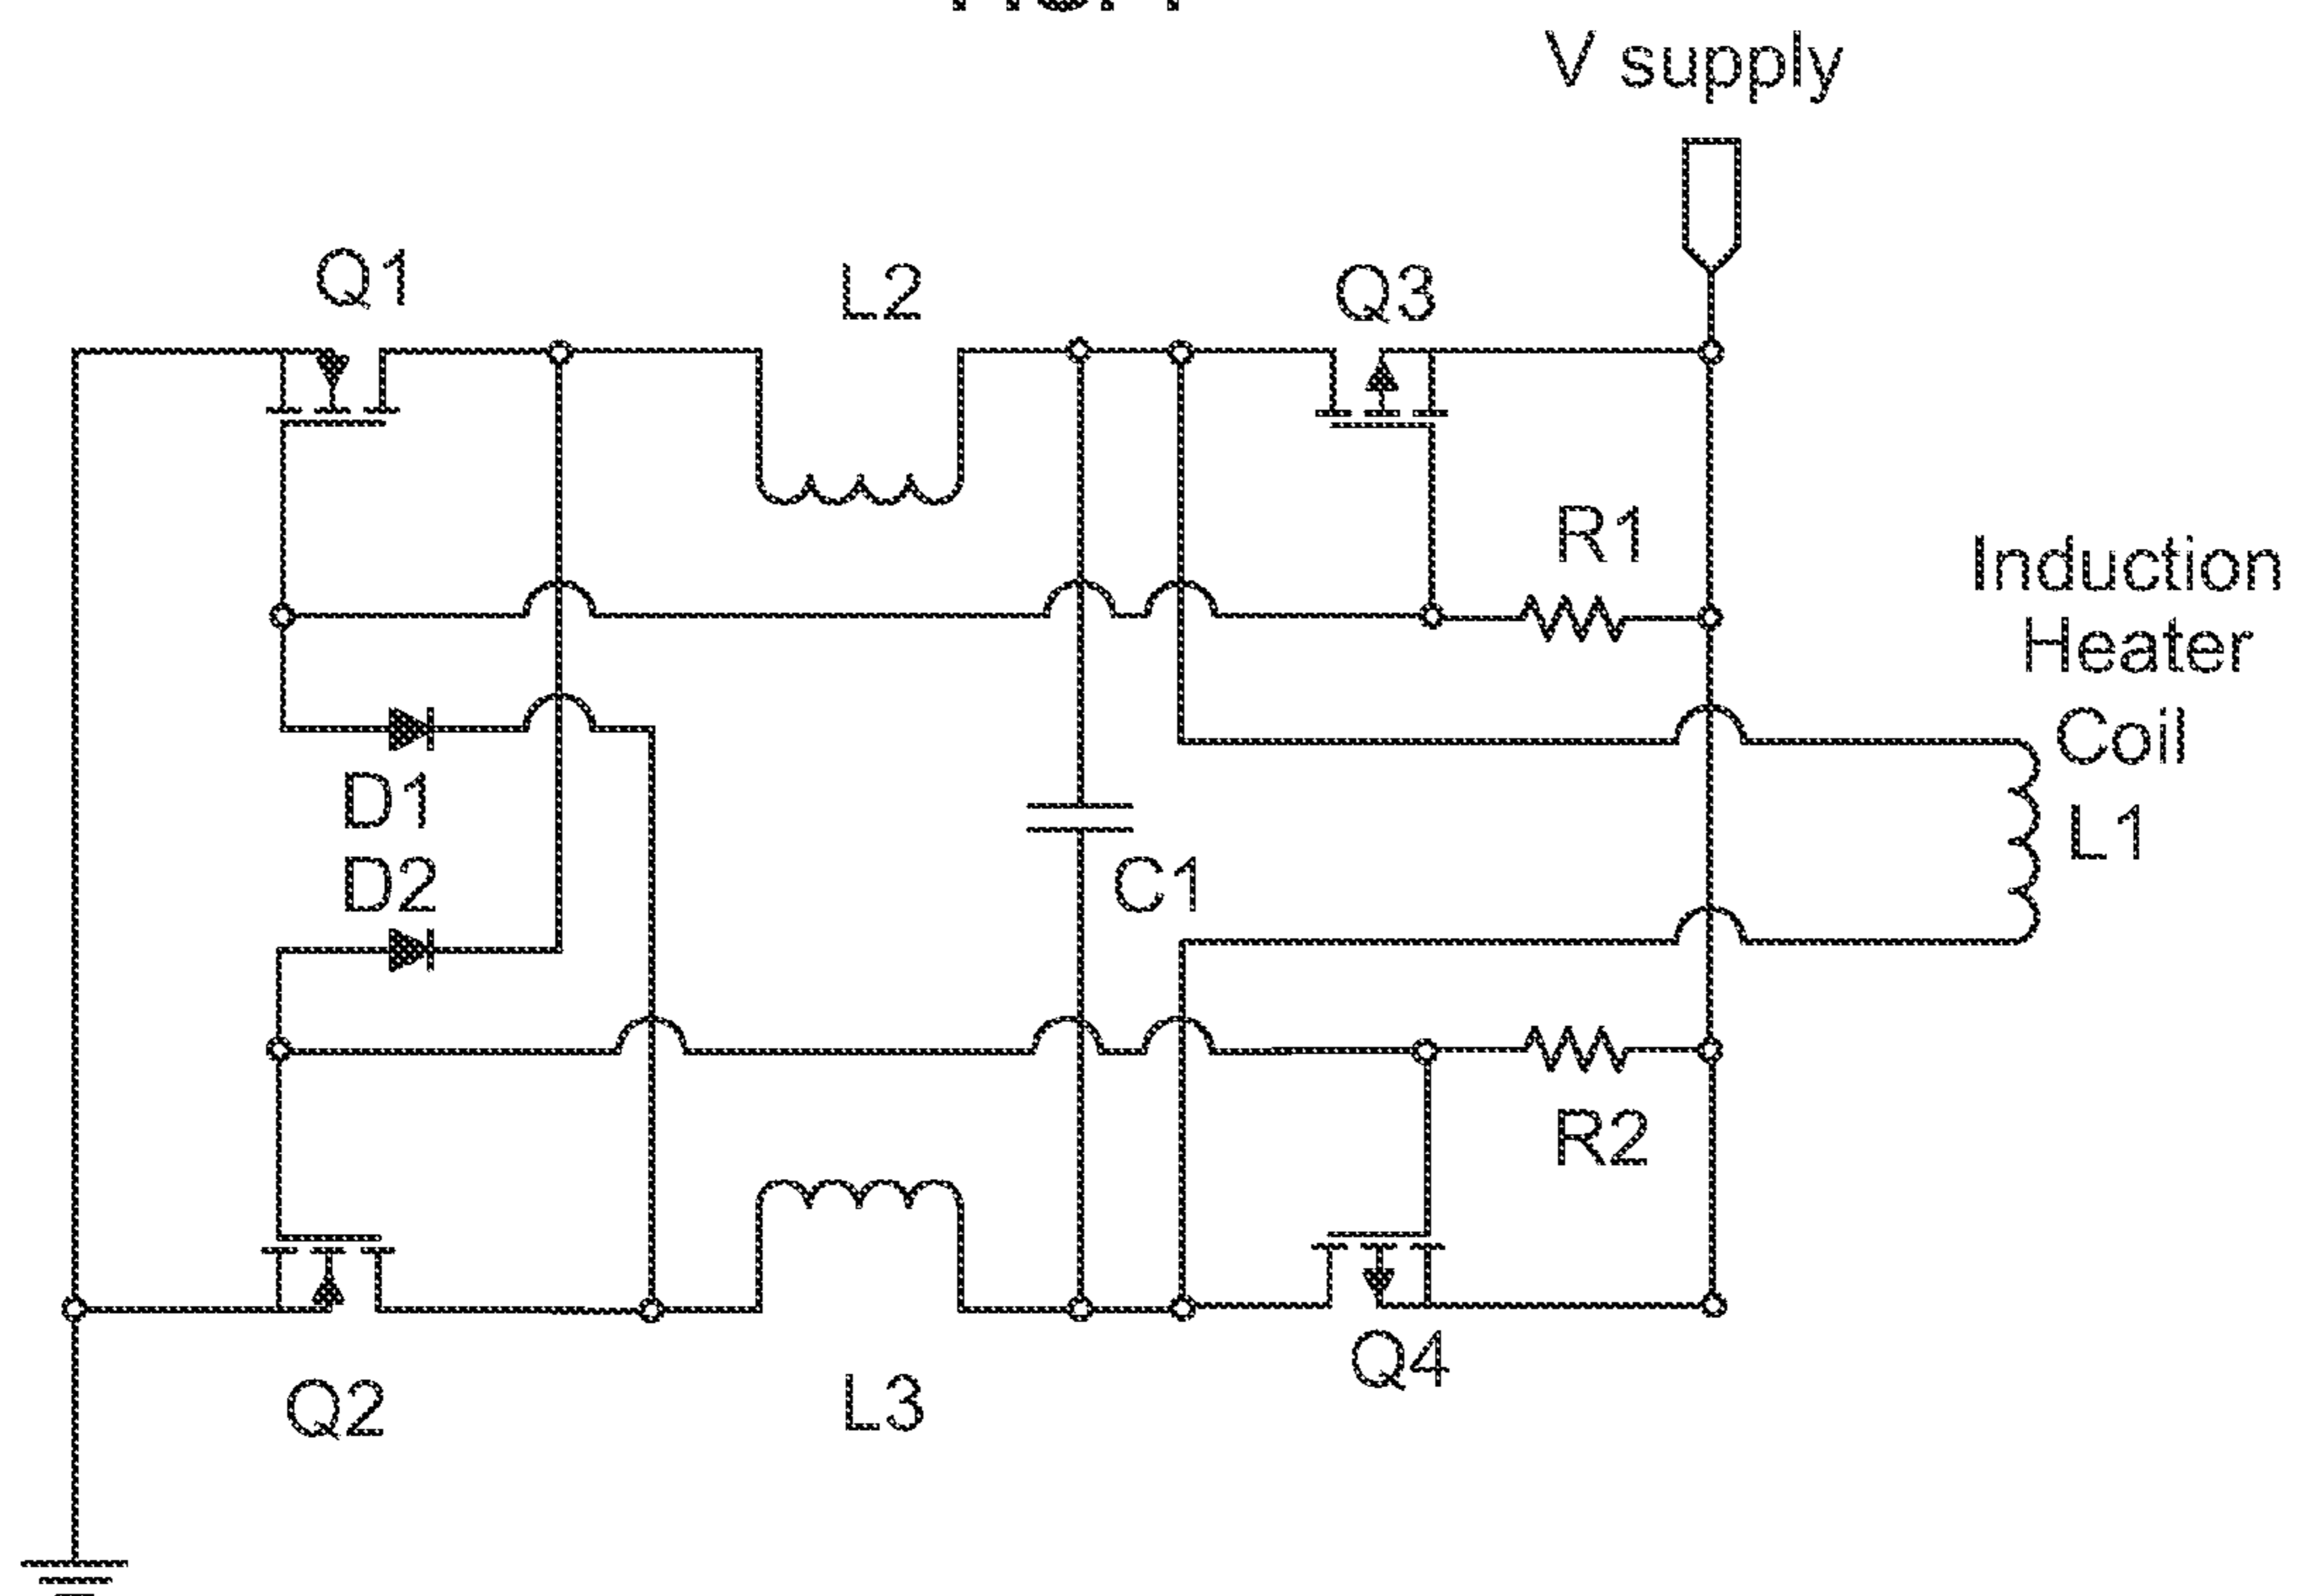 V supply
Q1
L2
Q3
R1
Induction
Heater
Coil
L1
D1
D2
C1
R2
Q2
L3
Q4